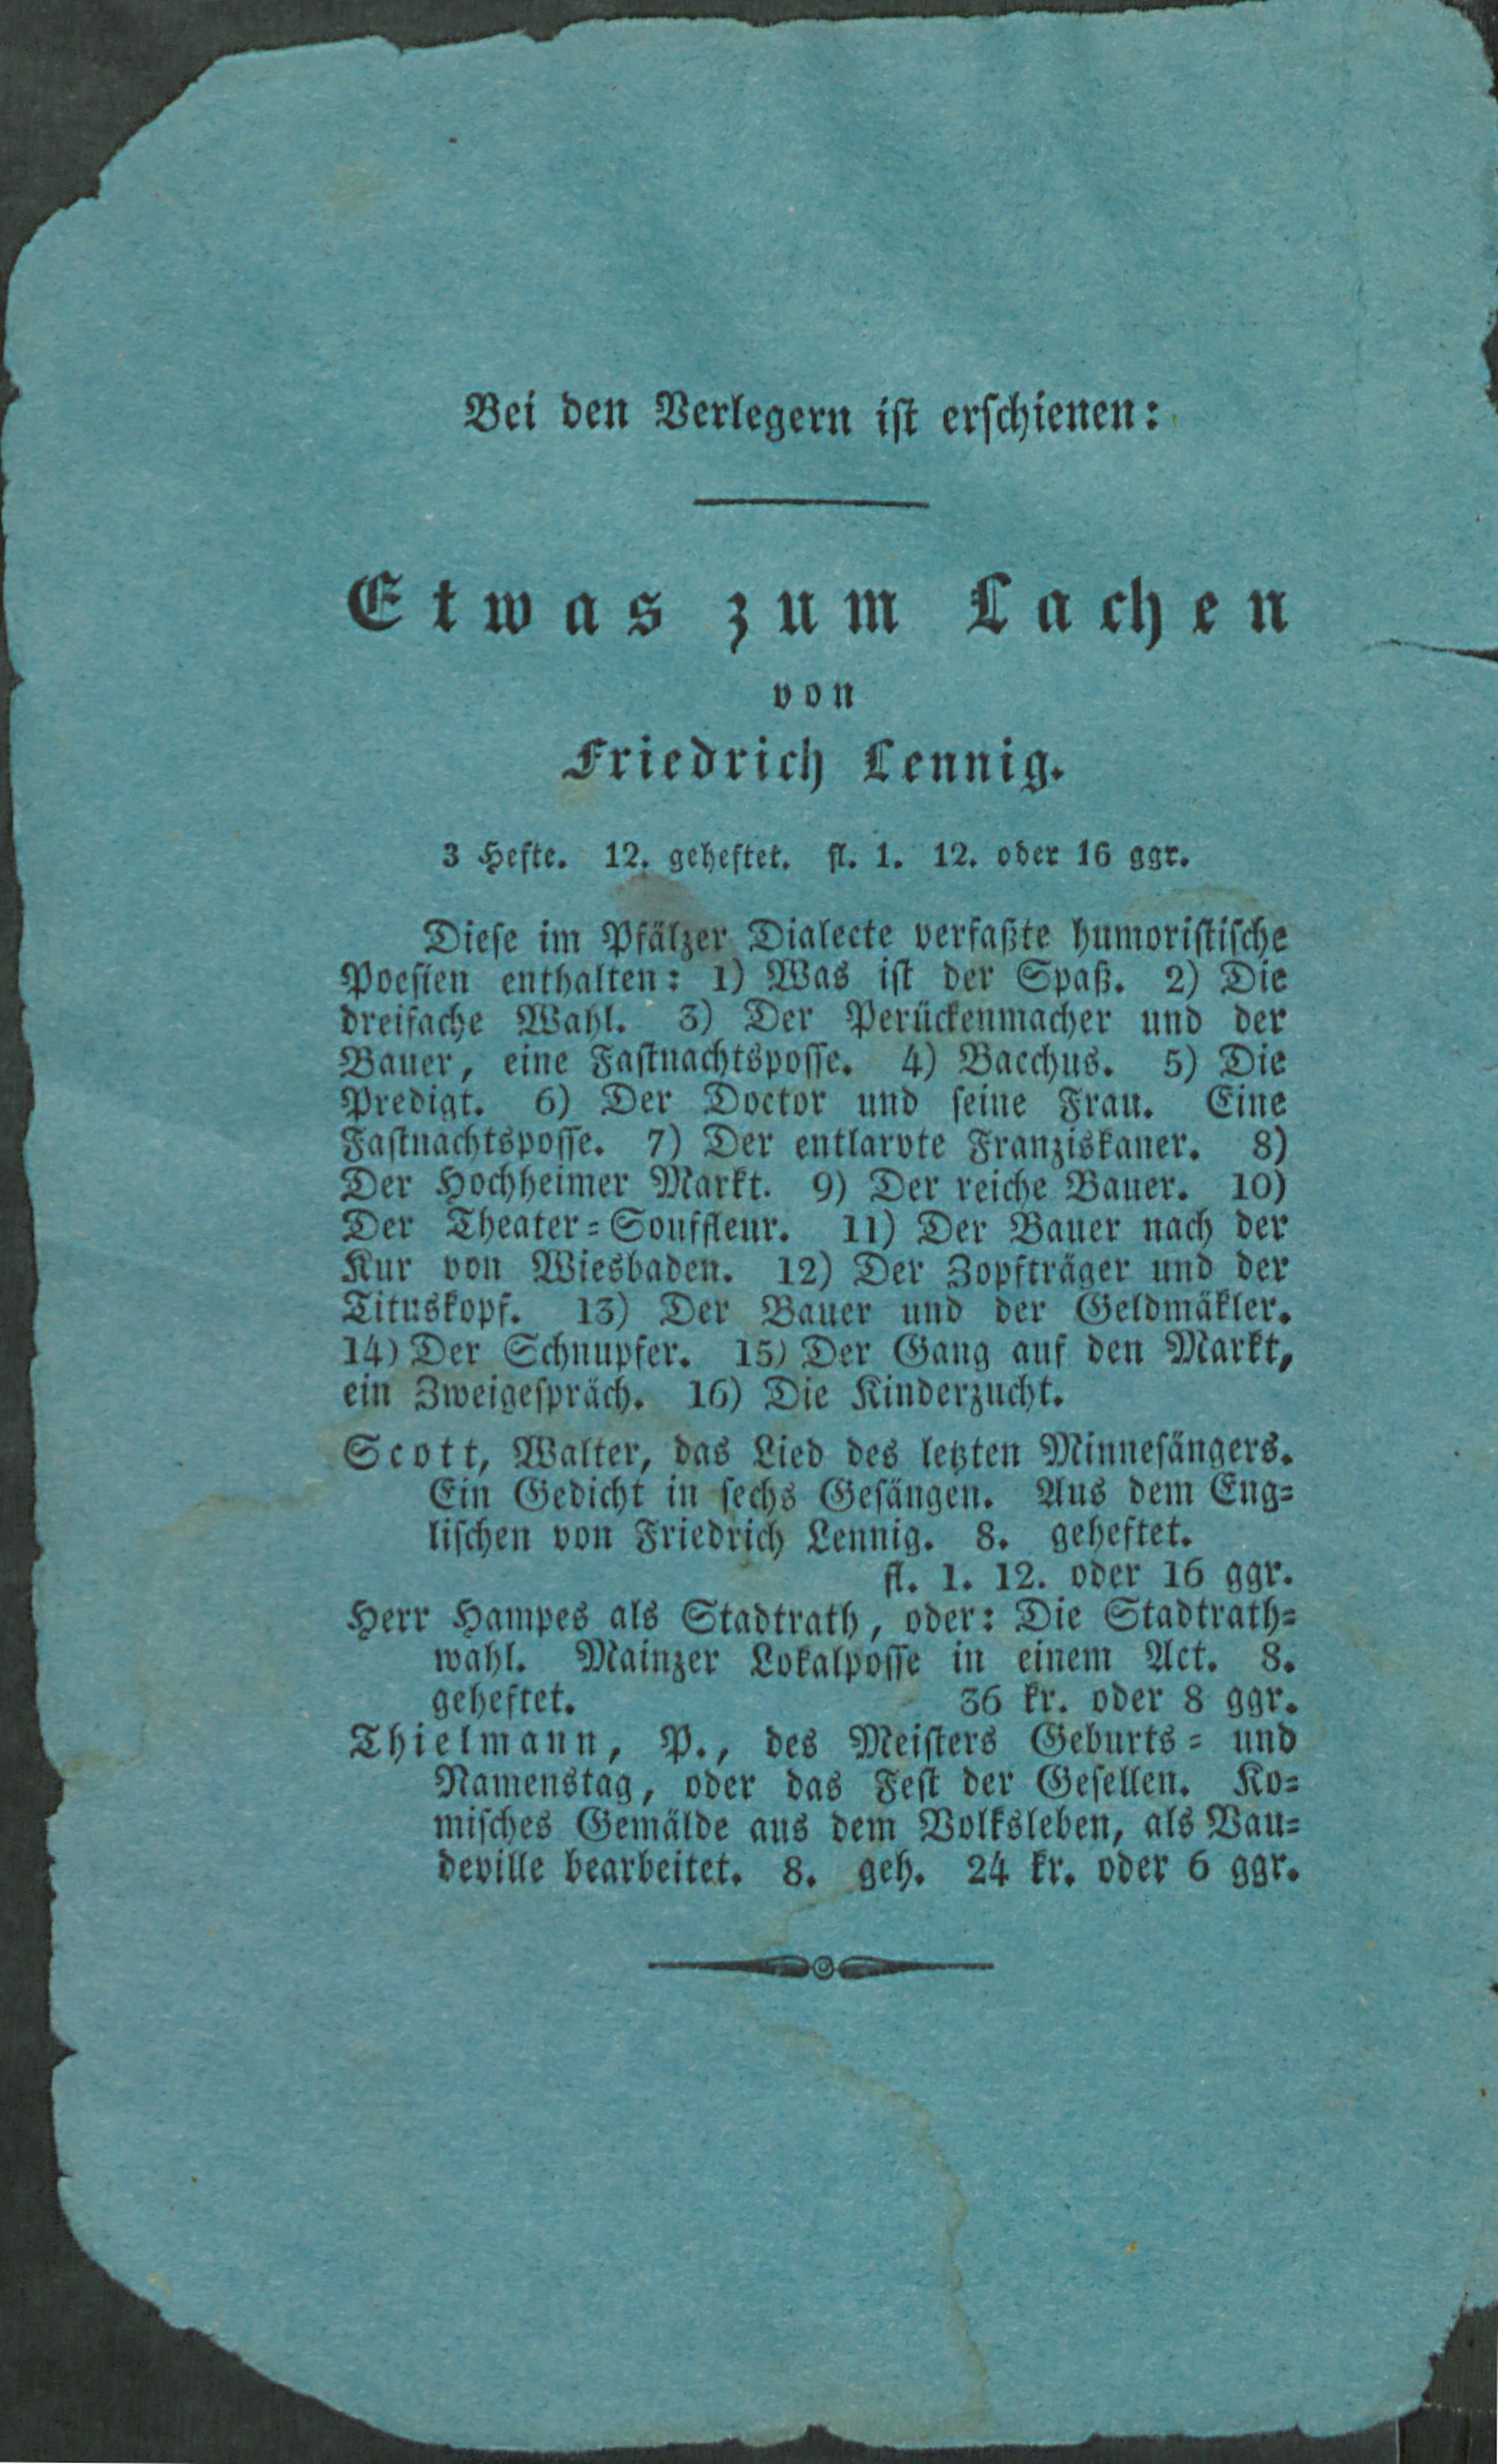 Bei den Verlegern ist erschienen:
Etwas zum Lachen
von
Friedrich Lennig.
3 Hefte. 12. geheftet. fl. 1. 12. oder 16 ggr.
Diese im Pfälzer Dialecte verfaßte humoristische
Poesien enthalten: 1) Was ist der Spaß. 2) Die
dreifache Wahl. 3) Der Perückenmacher und der
Bauer, eine Fastnachtsposse. 4) Bacchus. 5) Die
Predigt. 6) Der Doctor und seine Frau. Eine
Fastnachtsposse. 7) Der entlarvte Franziskaner. 8)
Der Hochheimer Markt. 9) Der reiche Bauer. 10)
Der Theater=Souffleur. 11) Der Bauer nach der
Kur von Wiesbaden. 12) Der Zopfträger und der
Tituskopf. 13) Der Bauer und der Geldmäkler.
14) Der Schnupfer. 15) Der Gang auf den Markt,
ein Zweigespräch. 16) Die Kinderzucht.
Scott, Walter, das Lied des letzten Minnesängers.
Ein Gedicht in sechs Gesängen. Aus dem Eng=
lischen von Friedrich Lennig. 8. geheftet.
fl. 1. 12. oder 16 ggr.
Herr Hampes als Stadtrath, oder: Die Stadtrath=
wahl. Mainzer Lokalposse in einem Act. 8.
geheftet. 36 kr. oder 8 ggr.
Thielmann, P., des Meisters Geburts= und
Namenstag, oder das Fest der Gesellen. Ko=
misches Gemälde aus dem Volksleben, als Vau=
deville bearbeitet. 8. geh. 24 kr. oder 6 ggr.